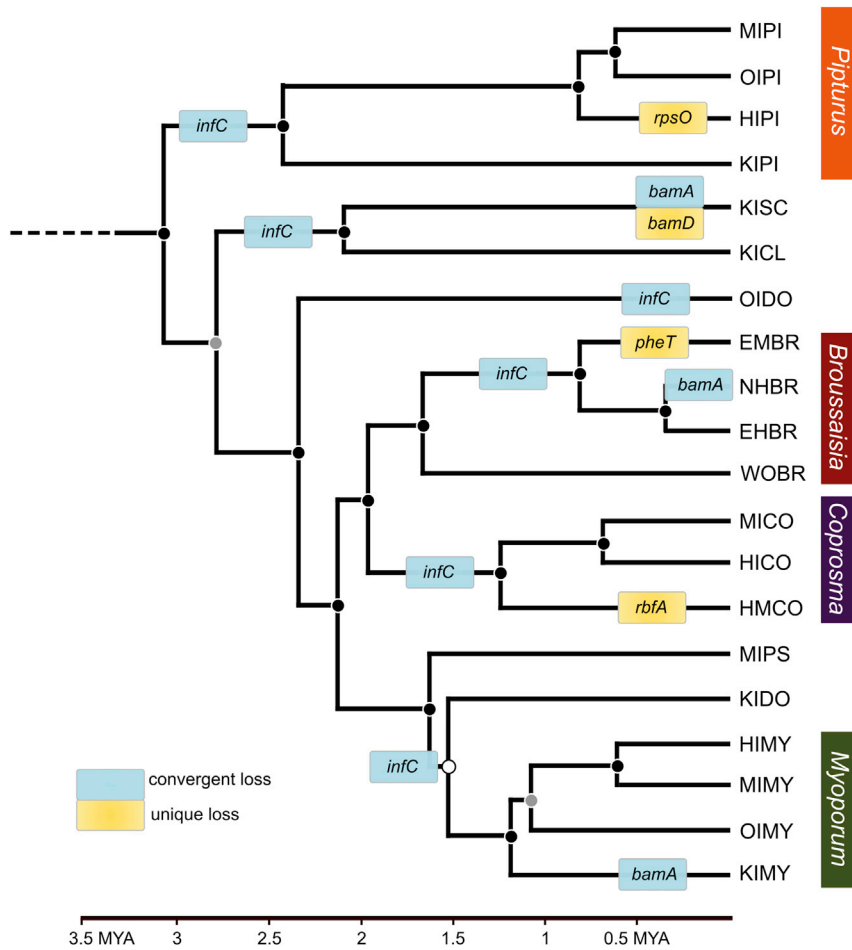 MIPI
OIPI
rpsO HIPI
infC
KIPI
Pipturus
bamA
KISC
bamD
infC
KICL
infC OIDO
pheT EMBR
infC
bamA NHBR
EHBR
WOBR
Broussaisia
MICO
HICO
infC
rbfA HMCO
Coprosma
MIPS
KIDO
HIMY
infC
MIMY
OIMY
bamA KIMY
Myoporum
convergent loss
unique loss
3.5 MYA 3 2.5 2 1.5 1 0.5 MYA